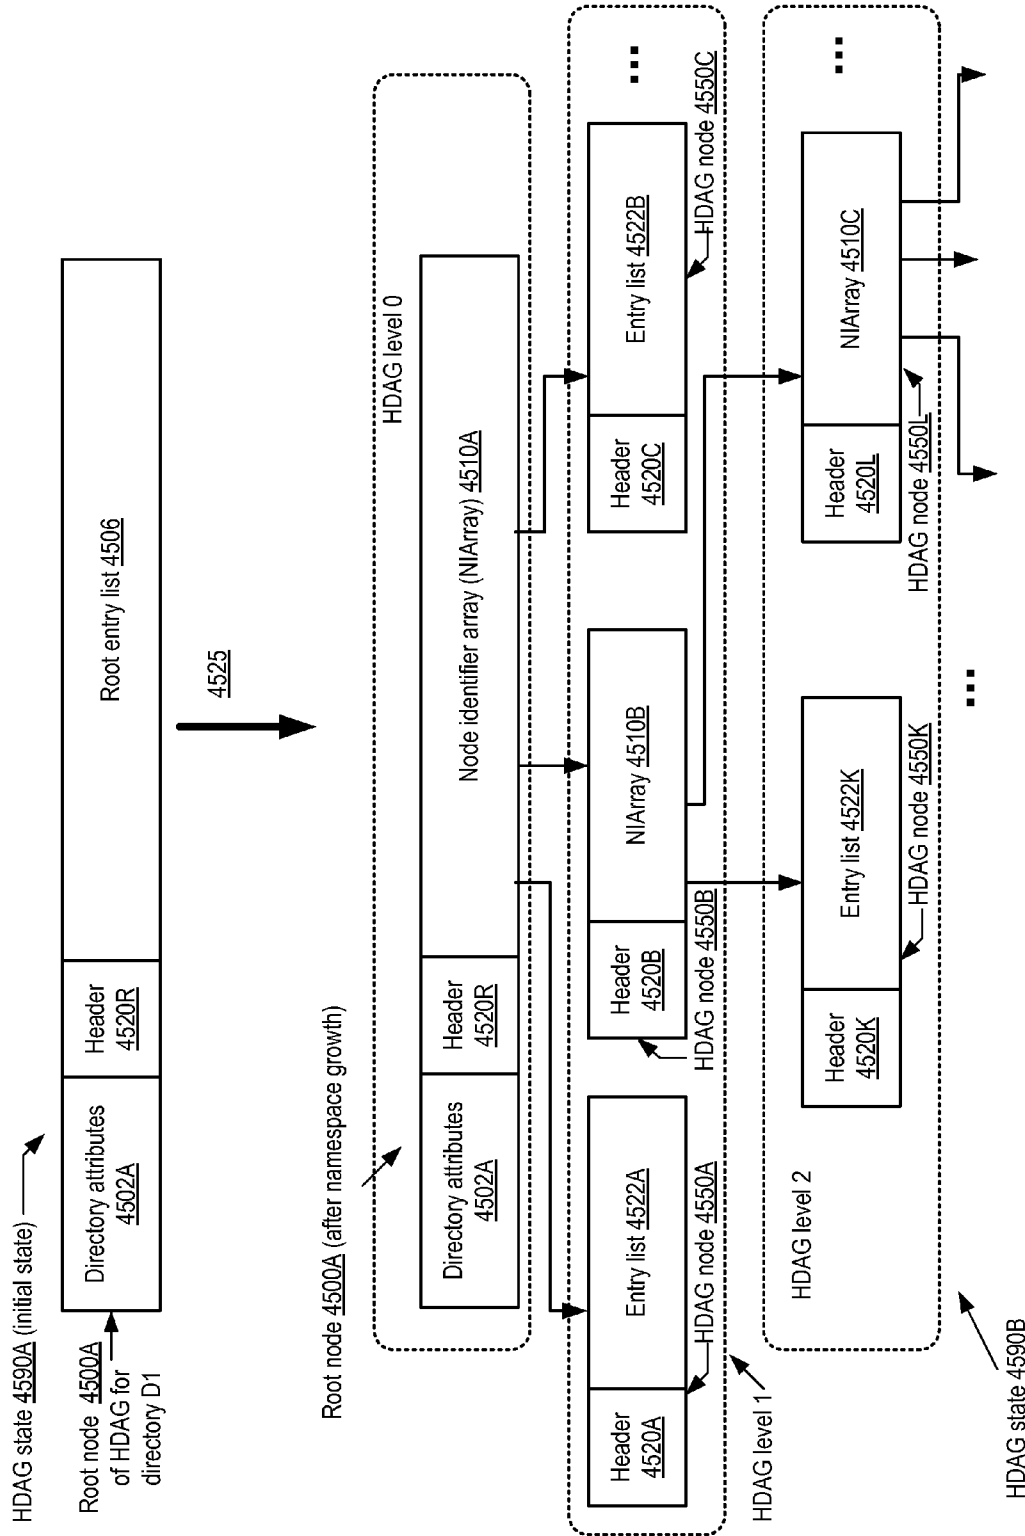 HDAG state 4590A (initial state)
Root node 4500A
of HDAG for
directory D1
Directory attributes
4502A
Header
4520R
Root entry list 4506
4525
Root node 4500A (after namespace growth)
HDAG level 0
Directory attributes
4502A
Header
4520R
Node identifier array (NIArray) 4510A
Header
4520A
Entry list 4522A
HDAG node 4550A
Header
4520B
NIArray 4510B
HDAG node 4550B
Header
4520C
Entry list 4522B
HDAG node 4550C
...
HDAG level 1
HDAG level 2
Header
4520K
Entry list 4522K
HDAG node 4550K
Header
4520L
NIArray 4510C
HDAG node 4550L
...
...
HDAG state 4590B